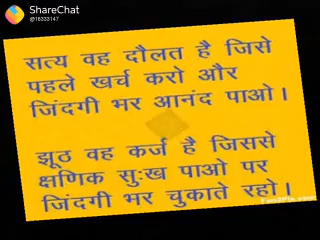 ShareChat
@16333147
सत्य वह दौलत है जिसे
पहले खर्च करो और
जिंदगी भर आनंद पाओ।
झूठ वह कर्ज है जिससे
क्षणिक सुःख पाओ पर
जिंदगी भर चुकाते रहो।